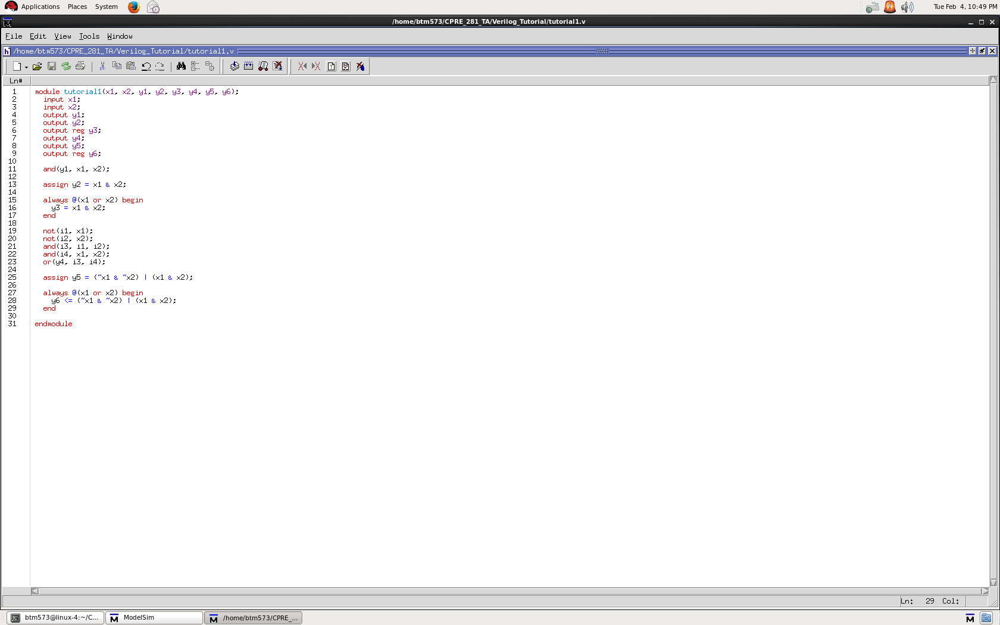 Applications Places System Tue Feb 4, 10:49 PM
/home/btm573/CPRE_281_TA/Verilog_Tutorial/tutorial1.v
File Edit View Tools Window
h /home/btm573/CPRE_281_TA/Verilog_Tutorial/tutorial1.v
Ln#
1 module tutorial1(x1, x2, y1, y2, y3, y4, y5, y6);
2 input x1;
3 input x2;
4 output y1;
5 output y2;
6 output reg y3;
7 output y4;
8 output y5;
9 output reg y6;
10
11 and(y1, x1, x2);
12
13 assign y2 = x1 & x2;
14
15 always @(x1 or x2) begin
16 y3 = x1 & x2;
17 end
18
19 not(i1, x1);
20 not(i2, x2);
21 and(i3, i1, i2);
22 and(i4, x1, x2);
23 or(y4, i3, i4);
24
25 assign y5 = (~x1 & ~x2) | (x1 & x2);
26
27 always @(x1 or x2) begin
28 y6 <= (~x1 & ~x2) | (x1 & x2);
29 end
30
31 endmodule
Ln: 29 Col:
btm573@linux-4:~/C... M ModelSim M /home/btm573/CPRE_... M